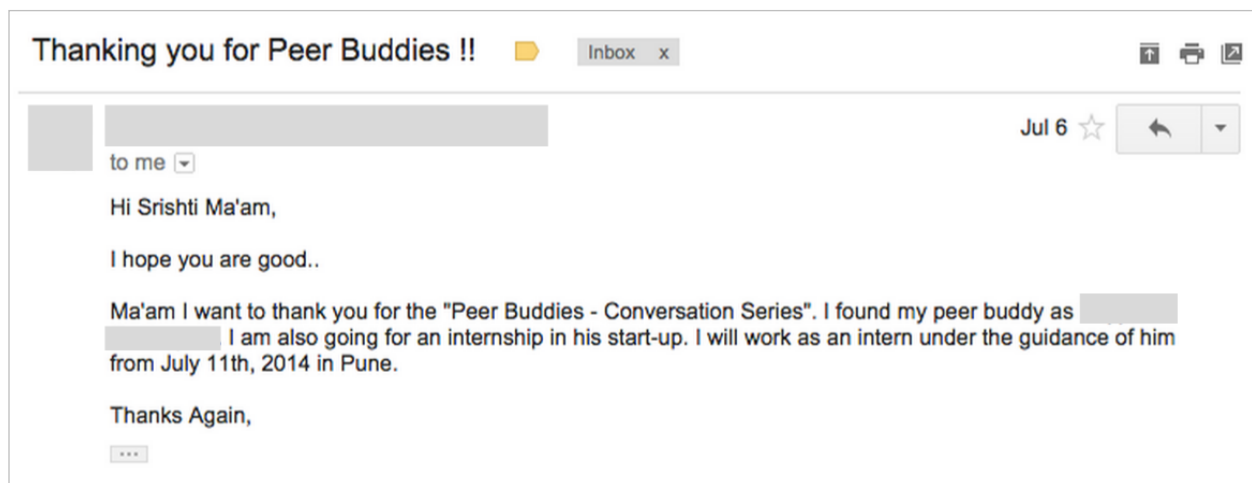 Thanking you for Peer Buddies !! Inbox x
Jul 6
to me
Hi Srishti Ma'am,
I hope you are good..
Ma'am I want to thank you for the "Peer Buddies - Conversation Series". I found my peer buddy as
I am also going for an internship in his start-up. I will work as an intern under the guidance of him
from July 11th, 2014 in Pune.
Thanks Again,